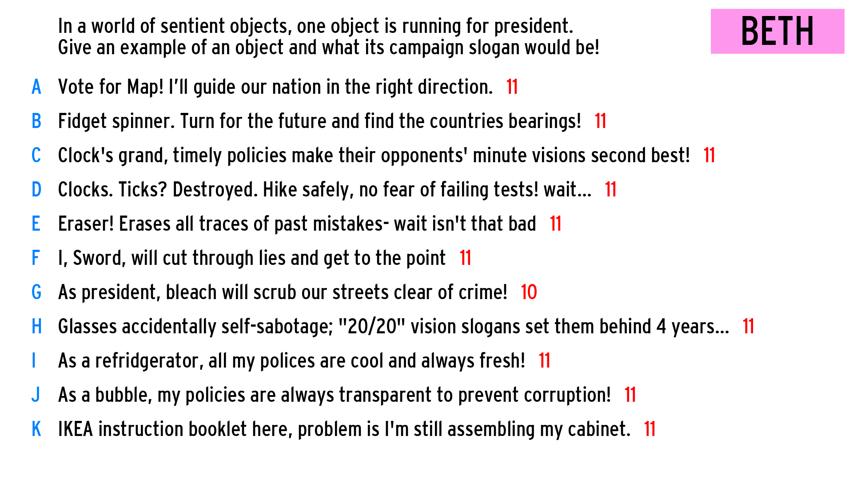 In a world of sentient objects, one object is running for president.
Give an example of an object and what its campaign slogan would be!
BETH
A Vote for Map! I'll guide our nation in the right direction. 11
B Fidget spinner. Turn for the future and find the countries bearings! 11
C Clock's grand, timely policies make their opponents' minute visions second best! 11
D Clocks. Ticks? Destroyed. Hike safely, no fear of failing tests! wait... 11
E Eraser! Erases all traces of past mistakes- wait isn't that bad 11
F I, Sword, will cut through lies and get to the point 11
G As president, bleach will scrub our streets clear of crime! 10
H Glasses accidentally self-sabotage; "20/20" vision slogans set them behind 4 years... 11
I As a refridgerator, all my polices are cool and always fresh! 11
J As a bubble, my policies are always transparent to prevent corruption! 11
K IKEA instruction booklet here, problem is I'm still assembling my cabinet. 11